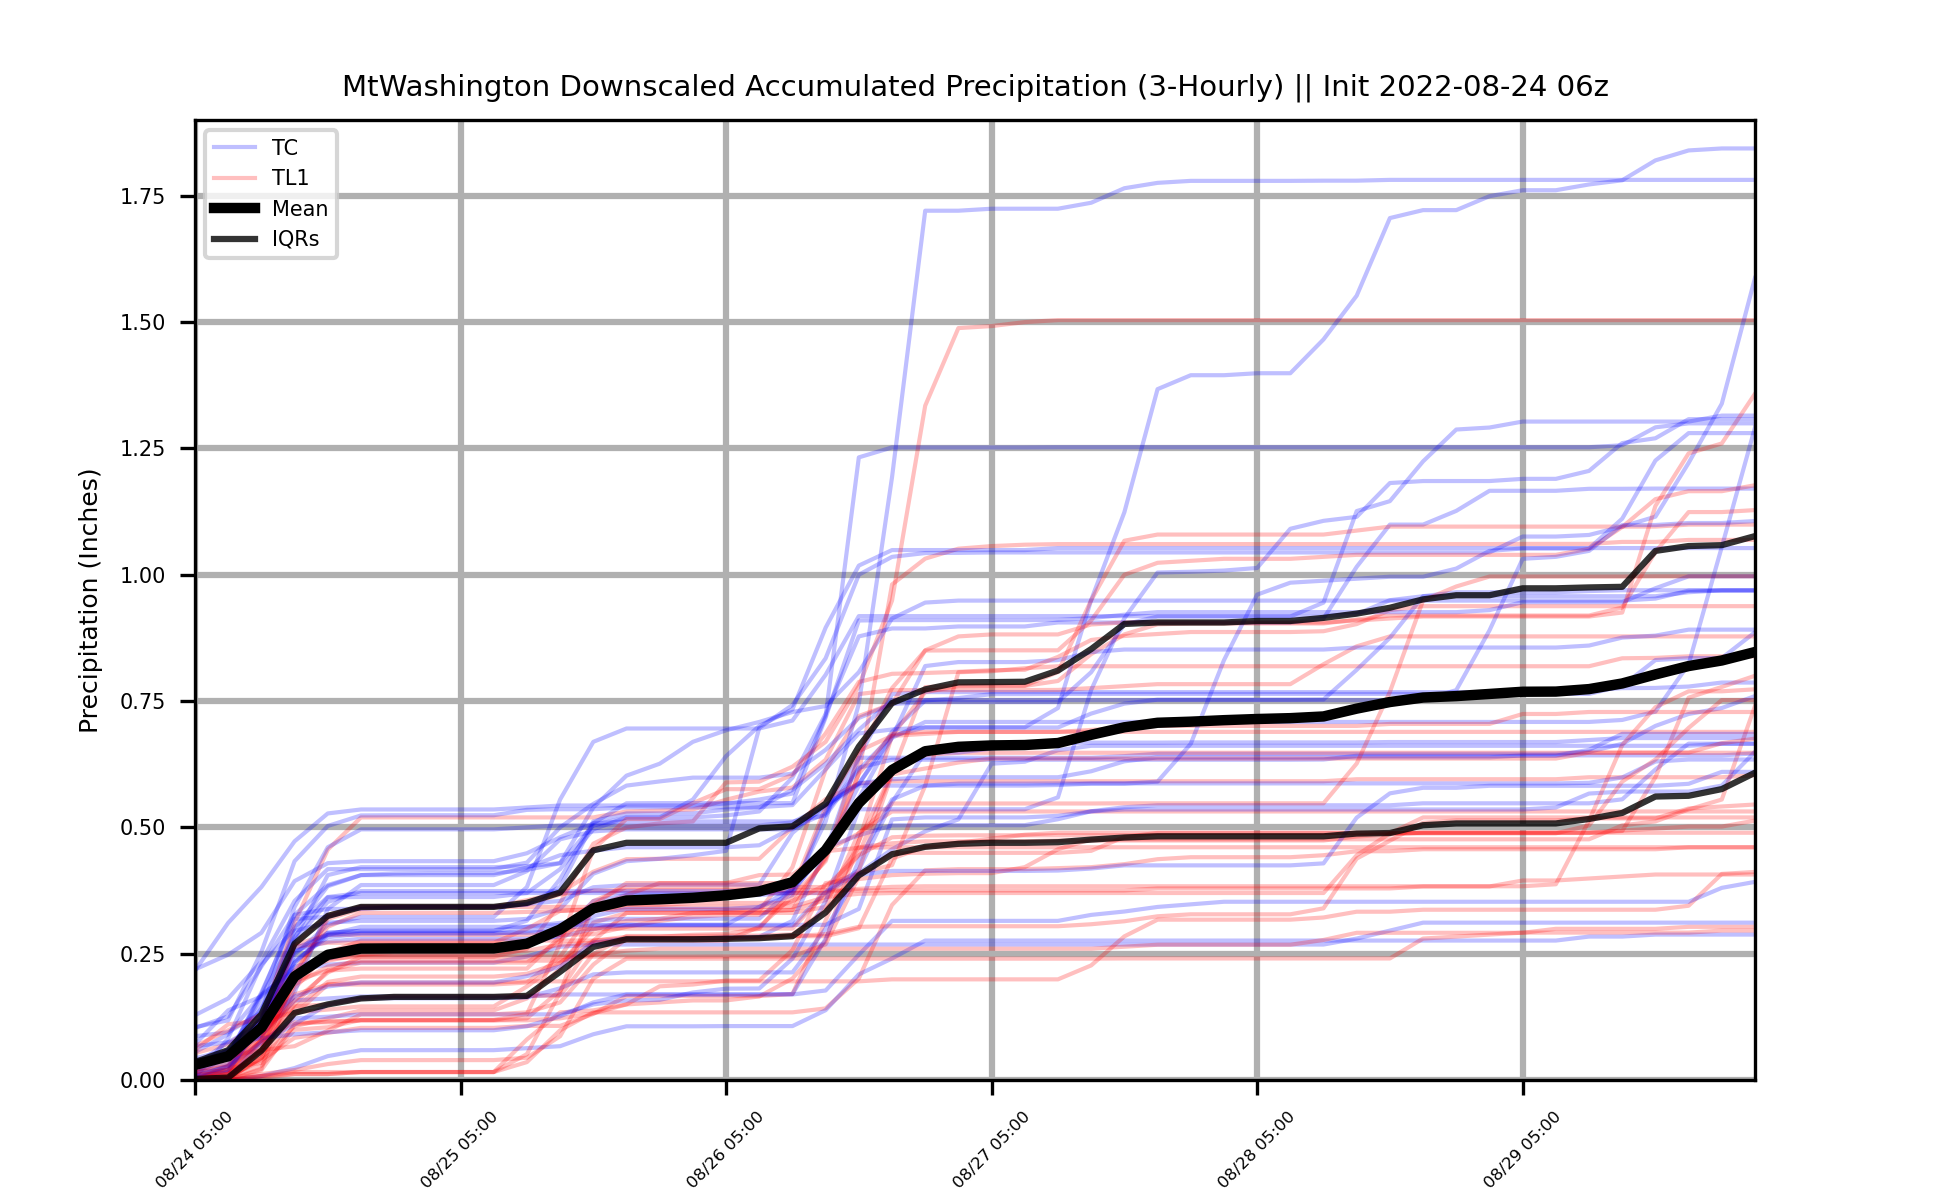 MtWashington Downscaled Accumulated Precipitation (3-Hourly) || Init 2022-08-24 06z
TC
TL1
Mean
IQRs
Precipitation (Inches)
1.75
1.50
1.25
1.00
0.75
0.50
0.25
0.00
08/24 05:00
08/25 05:00
08/26 05:00
08/27 05:00
08/28 05:00
08/29 05:00